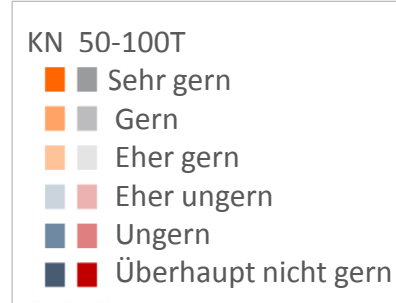 KN 50-100T
Sehr gern
Gern
Eher gern
Eher ungern
Ungern
Überhaupt nicht gern